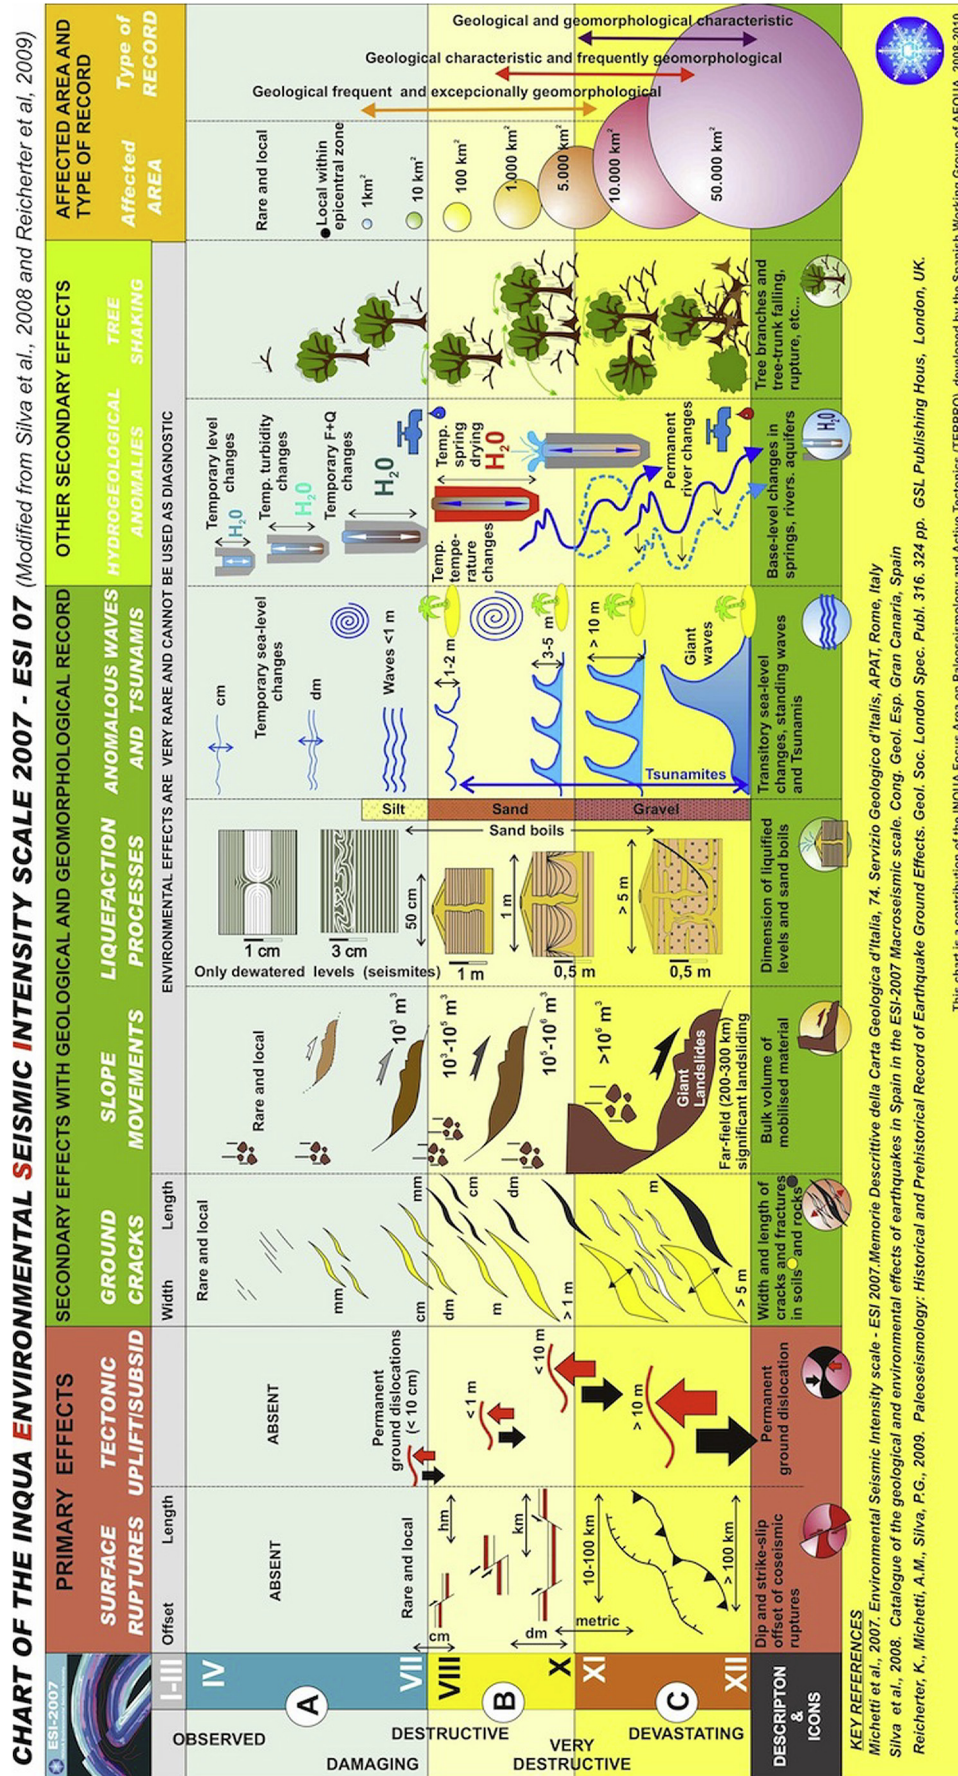 CHART OF THE INQUA ENVIRONMENTAL SEISMIC INTENSITY SCALE 2007 - ESI 07 (Modified from Silva et al., 2008 and Reicherter et al, 2009)
ESI-2007
PRIMARY EFFECTS
SECONDARY EFFECTS WITH GEOLOGICAL AND GEOMORPHOLOGICAL RECORD
OTHER SECONDARY EFFECTS
AFFECTED AREA AND
TYPE OF RECORD
SURFACE
RUPTURES
TECTONIC
UPLIFT/SUBSID
GROUND
CRACKS
SLOPE
MOVEMENTS
LIQUEFACTION
PROCESSES
ANOMALOUS WAVES
AND TSUNAMIS
HYDROGEOLOGICAL
ANOMALIES
TREE
SHAKING
Affected
AREA
Type of
RECORD
I-III
Offset
Length
Width
Length
ENVIRONMENTAL EFFECTS ARE VERY RARE AND CANNOT BE USED AS DIAGNOSTIC
OBSERVED
DAMAGING
IV
A
VII
ABSENT
Rare and local
ABSENT
Permanent
ground dislocations
(< 10 cm)
Rare and local
mm
cm
mm
Rare and local
10³ m³
1 cm
3 cm
Only dewatered levels (seismites)
Silt
cm
Temporary sea-level
changes
dm
Waves <1 m
Temporary level
changes
H₂O
Temp. turbidity
changes
H₂O
Temporary F+Q
changes
H₂O
Rare and local
Local within
epicentral zone
1km²
10 km²
Geological frequent and excepcionally geomorphological
DESTRUCTIVE
VERY
DESTRUCTIVE
VIII
B
X
cm
hm
km
dm
metric
< 1 m
< 10 m
dm
m
> 1 m
cm
dm
10³-10⁵ m³
10⁵-10⁶ m³
50 cm
1 m
1 m
0,5 m
Sand
Sand boils
1-2 m
3-5 m
Temp.
tempe-
rature
changes
Temp.
spring
drying
H₂O
100 km²
1.000 km²
5.000 km²
Geological characteristic and frequently geomorphological
DEVASTATING
XI
C
XII
10-100 km
> 100 km
> 10 m
m
> 5 m
>10⁶ m³
Giant
Landslides
Far-field (200-300 km)
significant landsliding
> 5 m
0,5 m
Gravel
> 10 m
Giant
waves
Tsunamites
Permanent
river changes
10.000 km²
50.000 km²
Geological and geomorphological characteristic
DESCRIPTON
&
ICONS
Dip and strike-slip
offset of coseismic
ruptures
Permanent
ground dislocation
Width and length of
cracks and fractures
in soils and rocks
Bulk volume of
mobilised material
Dimension of liquified
levels and sand boils
Transitory sea-level
changes, standing waves
and Tsunamis
Base-level changes in
springs, rivers. aquifers
H₂O
Tree branches and
tree-trunk falling,
rupture, etc...
KEY REFERENCES
Michetti et al., 2007. Environmental Seismic Intensity scale - ESI 2007. Memorie Descritive della Carta Geologica d'Italia, 74. Servizio Geologico d'Italis, APAT, Rome, Italy
Silva et al., 2008. Catalogue of the geological and environmental effects of earthquakes in Spain in the ESI-2007 Macroseismic scale. Cong. Geol. Esp. Gran Canaria, Spain
Reicherter, K., Michetti, A.M., Silva, P.G., 2009. Paleoseismology: Historical and Prehistorical Record of Earthquake Ground Effects. Geol. Soc. London Spec. Publ. 316. 324 pp. GSL Publishing Hous, London, UK.